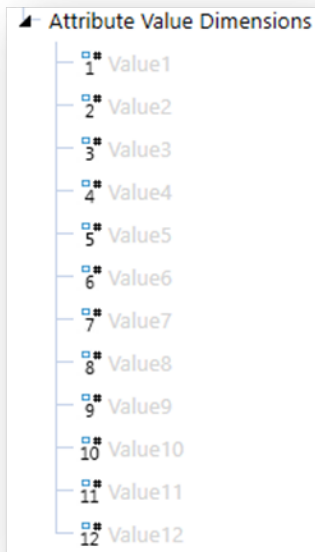 Attribute Value Dimensions
1# Value1
2# Value2
3# Value3
4# Value4
5# Value5
6# Value6
7# Value7
8# Value8
9# Value9
10# Value10
11# Value11
12# Value12